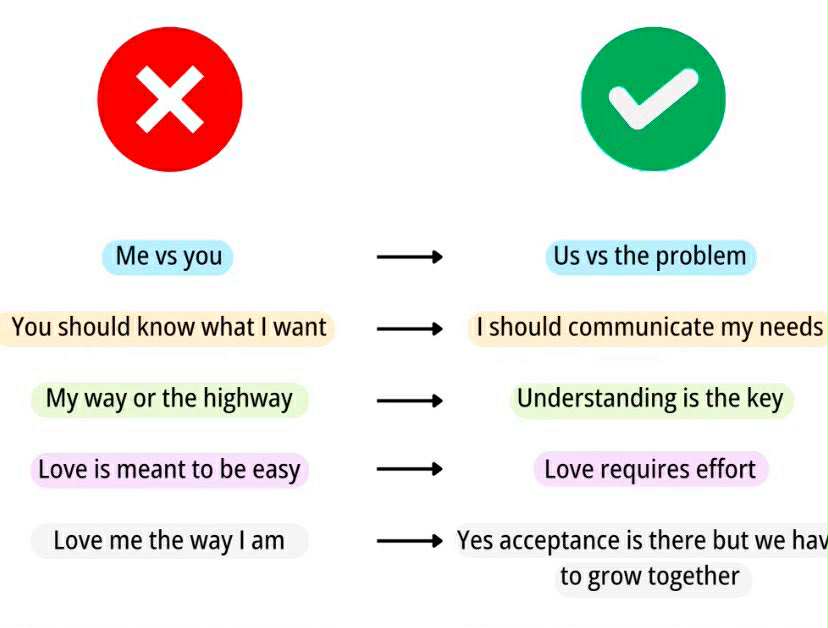 Me vs you
Us vs the problem
You should know what I want
I should communicate my needs
My way or the highway
Understanding is the key
Love is meant to be easy
Love requires effort
Love me the way I am
Yes acceptance is there but we hav
to grow together